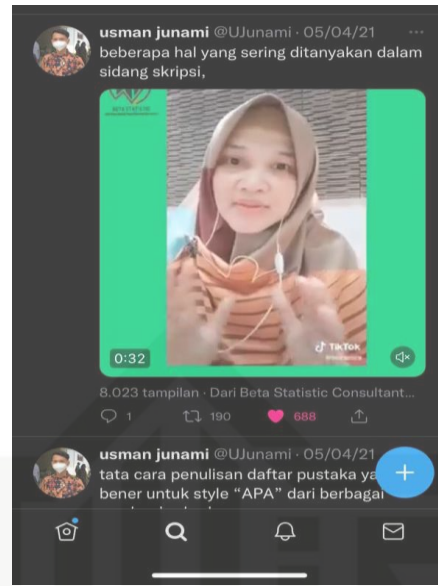 usman junami @UJunami · 05/04/21 ...
beberapa hal yang sering ditanyakan dalam
sidang skripsi,
TikTok
0:32
8.023 tampilan · Dari Beta Statistic Consultant...
1 190 688
usman junami @UJunami · 05/04/21
tata cara penulisan daftar pustaka ya
bener untuk style “APA” dari berbagai